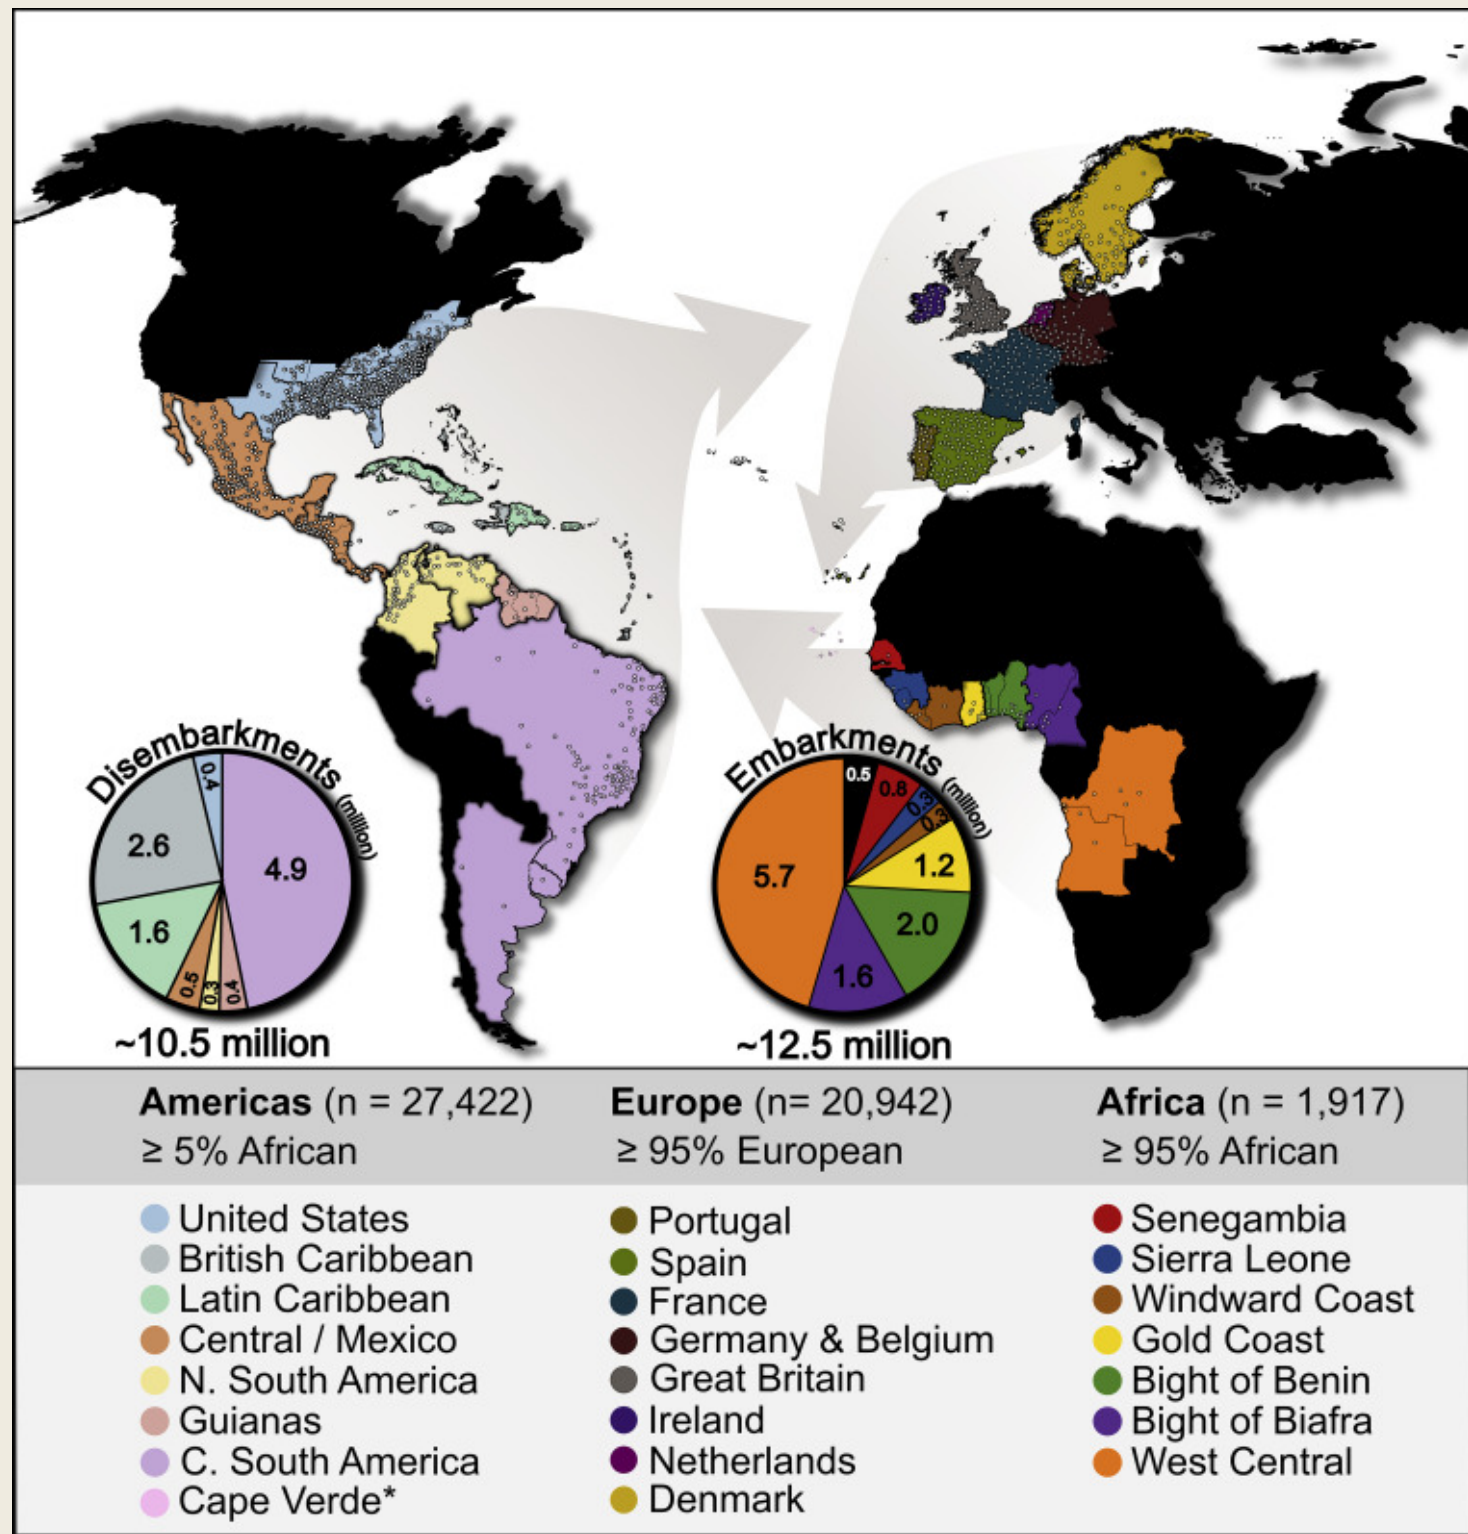 Disembarkments (million)
0.4
4.9
2.6
1.6
0.5
0.3
0.4
~10.5 million
Embarkments (million)
0.5
0.8
0.3
0.3
1.2
2.0
1.6
5.7
~12.5 million
Americas (n = 27,422)
≥ 5% African
United States
British Caribbean
Latin Caribbean
Central / Mexico
N. South America
Guianas
C. South America
Cape Verde*
Europe (n= 20,942)
≥ 95% European
Portugal
Spain
France
Germany & Belgium
Great Britain
Ireland
Netherlands
Denmark
Africa (n = 1,917)
≥ 95% African
Senegambia
Sierra Leone
Windward Coast
Gold Coast
Bight of Benin
Bight of Biafra
West Central